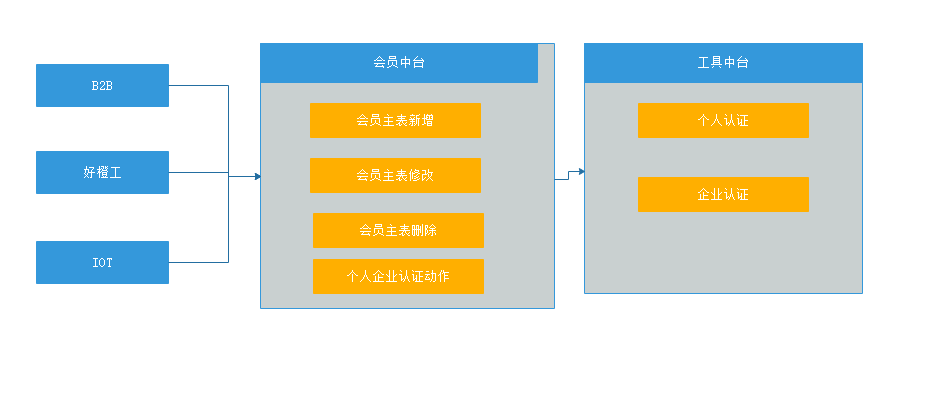 B2B
好橙工
IOT
会员中台
会员主表新增
会员主表修改
会员主表删除
个人企业认证动作
工具中台
个人认证
企业认证